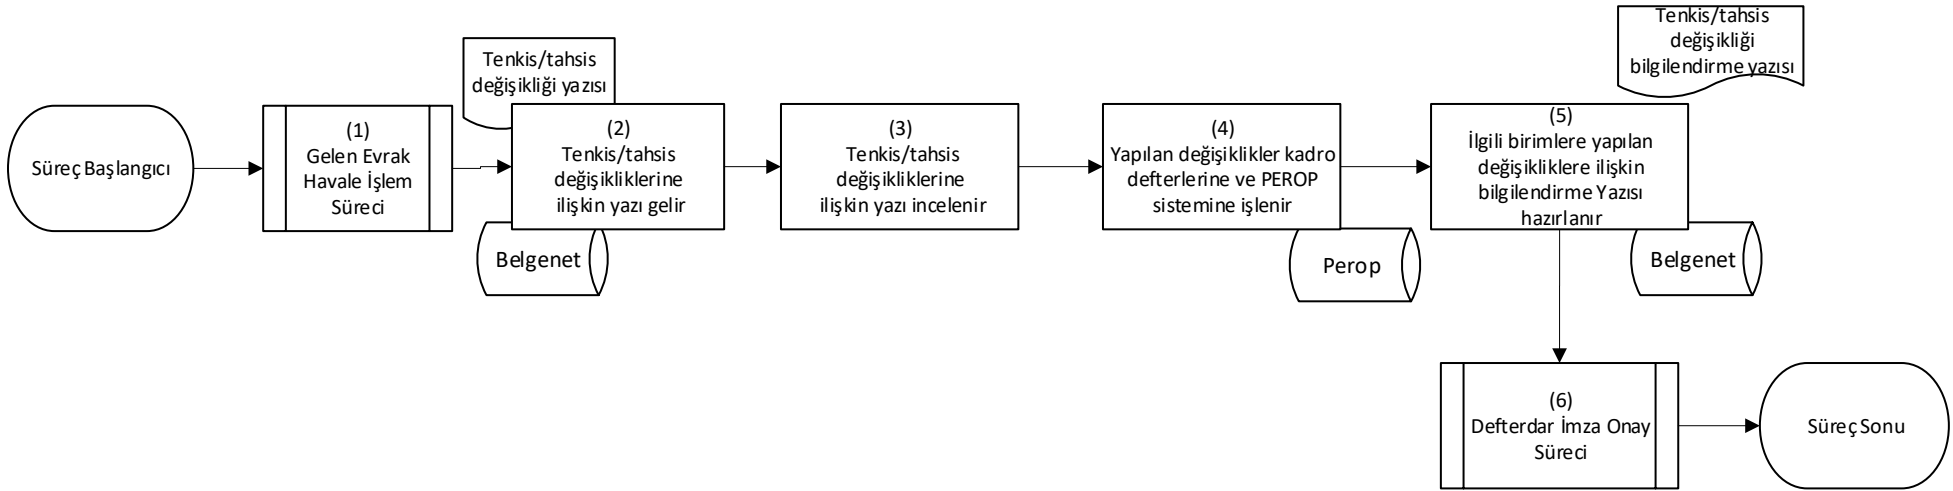 Süreç Başlangıcı
(1)
Gelen Evrak
Havale İşlem
Süreci
Tenkis/tahsis
değişikliği yazısı
(2)
Tenkis/tahsis
değişikliklerine
ilişkin yazı gelir
Belgenet
(3)
Tenkis/tahsis
değişikliklerine
ilişkin yazı incelenir
(4)
Yapılan değişiklikler kadro
defterlerine ve PEROP
sistemine işlenir
Perop
Tenkis/tahsis
değişikliği
bilgilendirme yazısı
(5)
İlgili birimlere yapılan
değişikliklere ilişkin
bilgilendirme Yazısı
hazırlanır
Belgenet
(6)
Defterdar İmza Onay
Süreci
Süreç Sonu